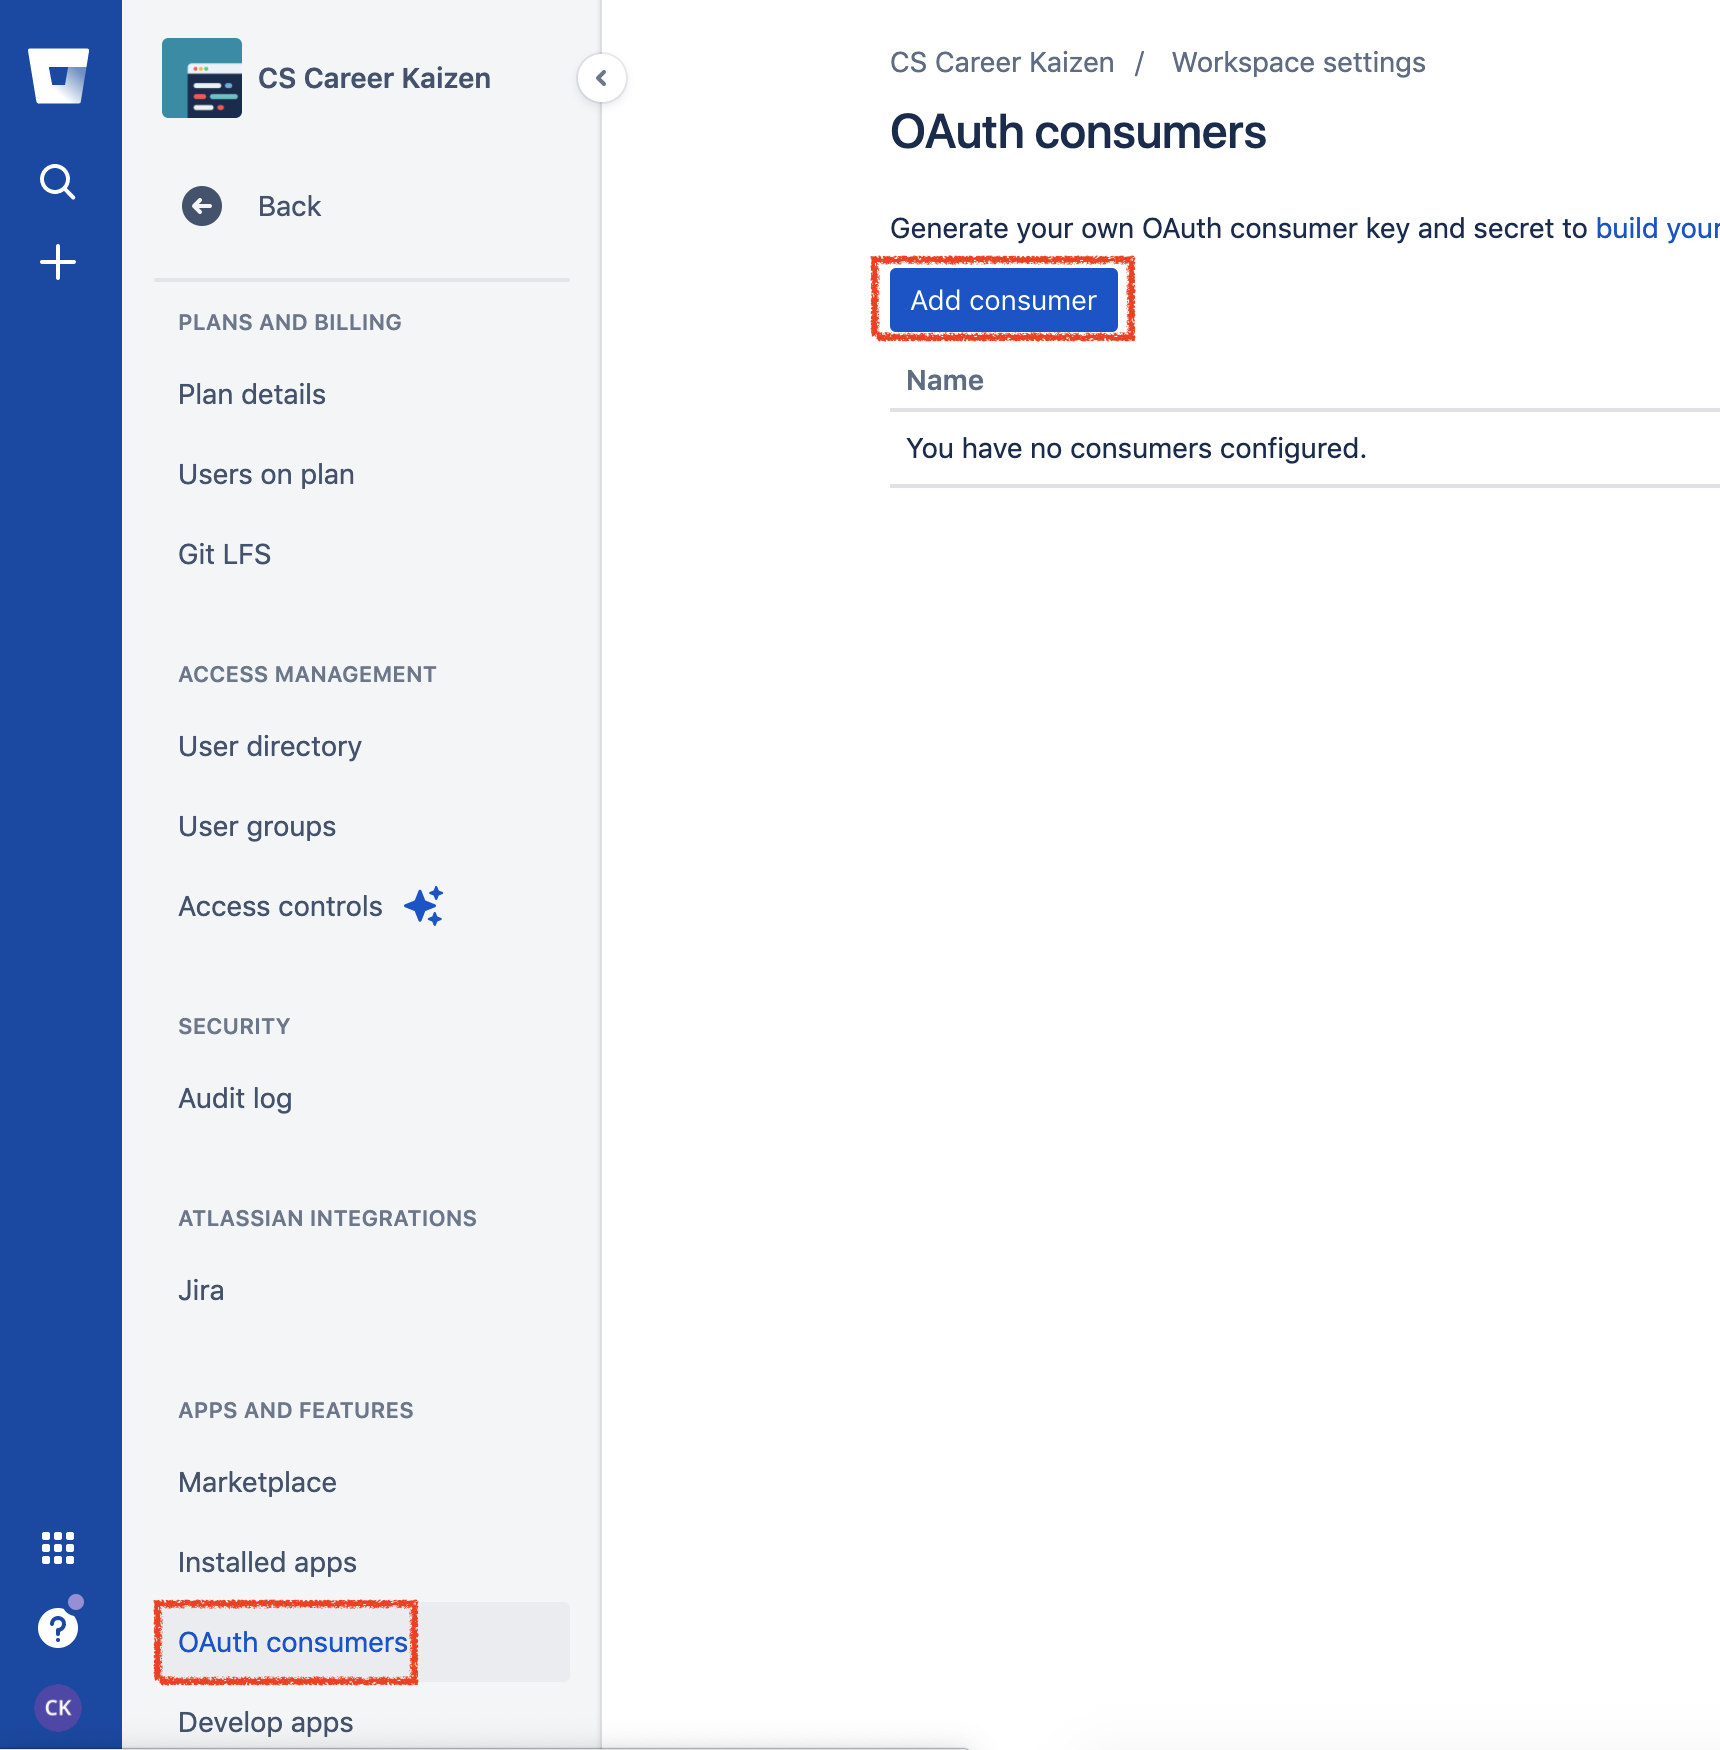 CS Career Kaizen
Back
PLANS AND BILLING
Plan details
Users on plan
Git LFS
ACCESS MANAGEMENT
User directory
User groups
Access controls
SECURITY
Audit log
ATLASSIAN INTEGRATIONS
Jira
APPS AND FEATURES
Marketplace
Installed apps
OAuth consumers
Develop apps
CK
CS Career Kaizen / Workspace settings
OAuth consumers
Generate your own OAuth consumer key and secret to build your
Add consumer
Name
You have no consumers configured.